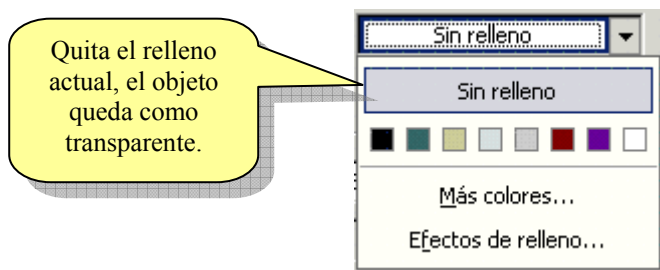 Quita el relleno
actual, el objeto
queda como
transparente.
Sin relleno
Sin relleno
Más colores...
Efectos de relleno...